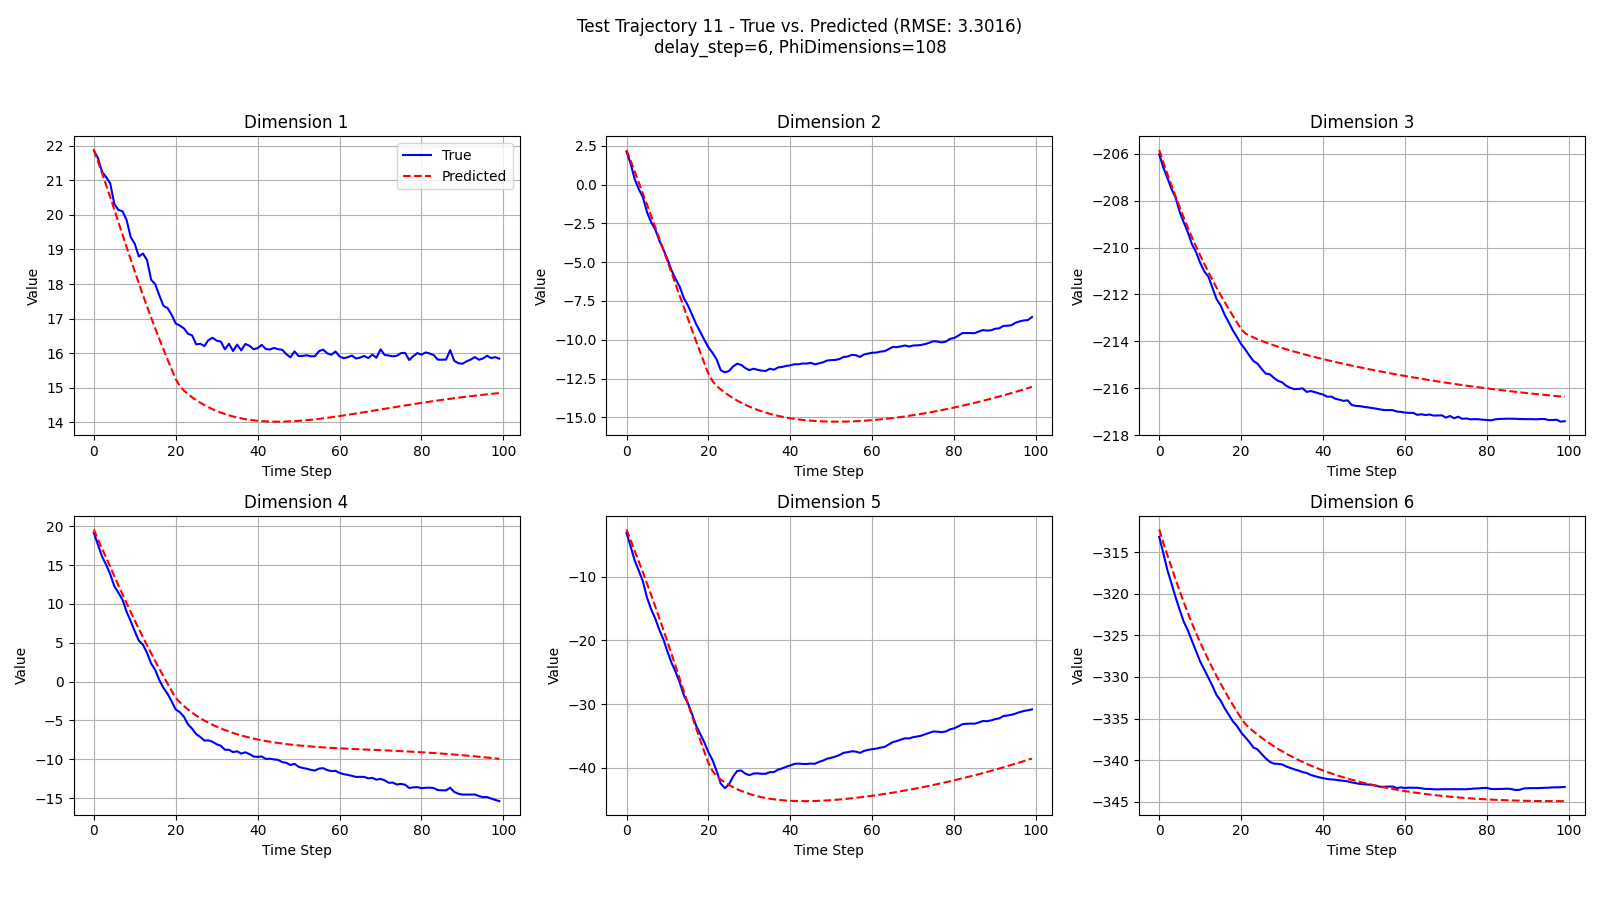 Test Trajectory 11 - True vs. Predicted (RMSE: 3.3016)
delay_step=6, PhiDimensions=108
Dimension 1
22
21
20
19
18
17
16
15
14
Value
0 20 40 60 80 100
Time Step
True
Predicted
Dimension 2
2.5
0.0
−2.5
−5.0
−7.5
−10.0
−12.5
−15.0
Value
0 20 40 60 80 100
Time Step
Dimension 3
−206
−208
−210
−212
−214
−216
−218
Value
0 20 40 60 80 100
Time Step
Dimension 4
20
15
10
5
0
−5
−10
−15
Value
0 20 40 60 80 100
Time Step
Dimension 5
−10
−20
−30
−40
Value
0 20 40 60 80 100
Time Step
Dimension 6
−315
−320
−325
−330
−335
−340
−345
Value
0 20 40 60 80 100
Time Step